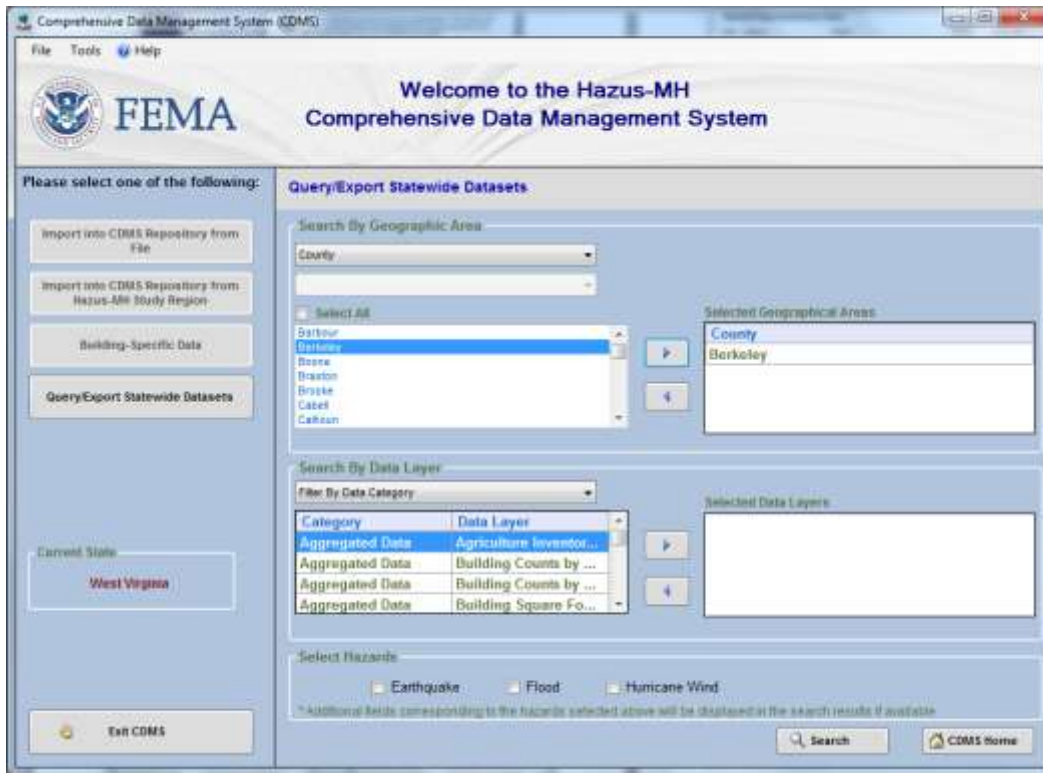 Comprehensive Data Management System (CDMS)
File Tools Help
FEMA
Welcome to the Hazus-MH
Comprehensive Data Management System
Please select one of the following:
Import into CDMS Repository from
File
Import into CDMS Repository from
Hazus-MH Study Region
Building-Specific Data
Query/Export Statewide Datasets
Current State
West Virginia
Exit CDMS
Query/Export Statewide Datasets
Search By Geographic Area
County
Select All
Barbour
Berkeley
Boone
Braxton
Brooke
Cabell
Calhoun
Selected Geographical Areas
County
Berkeley
Search By Data Layer
Filter By Data Category
Category Data Layer
Aggregated Data Agriculture Inventor...
Aggregated Data Building Counts by ...
Aggregated Data Building Counts by ...
Aggregated Data Building Square Fo...
Selected Data Layers
Select Hazards
Earthquake Flood Hurricane Wind
* Additional fields corresponding to the hazards selected above will be displayed in the search results if available
Search CDMS Home